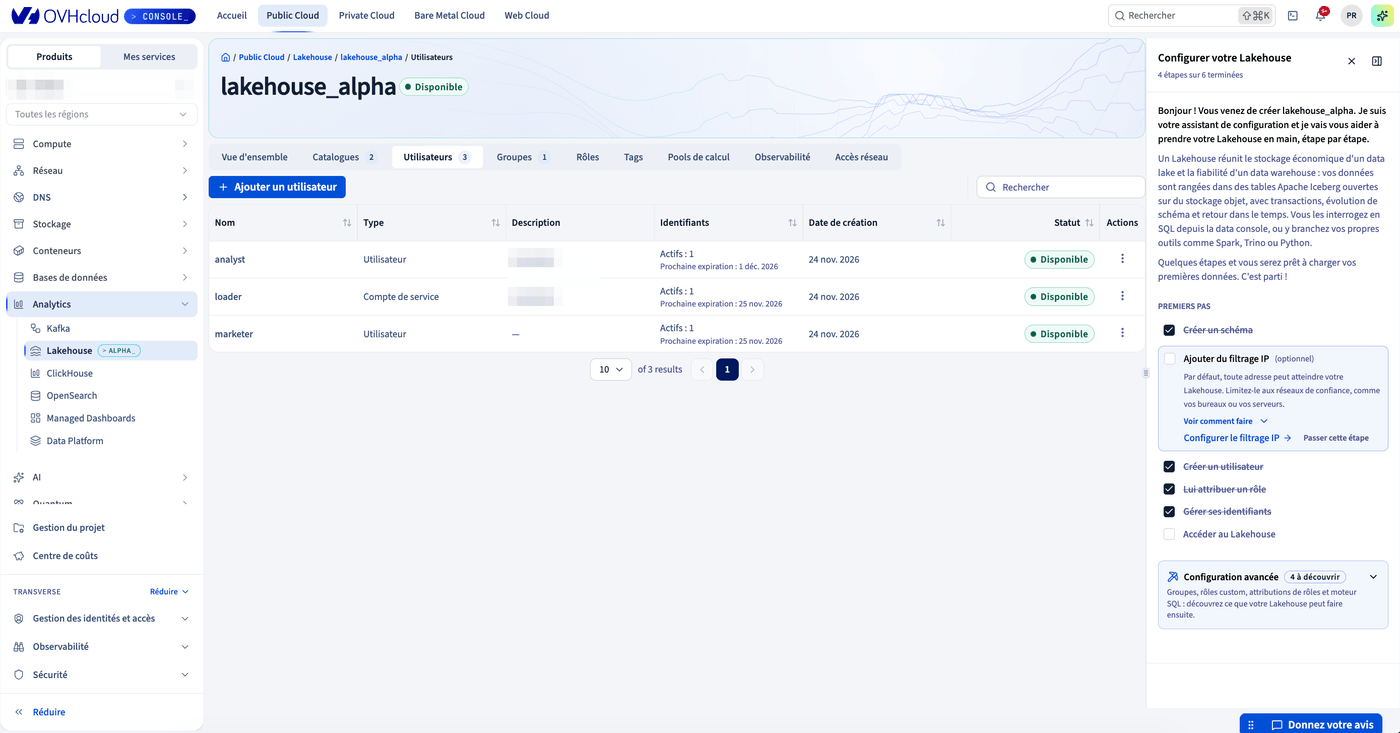 OVHcloud > CONSOLE_
Accueil
Public Cloud
Private Cloud
Bare Metal Cloud
Web Cloud
Rechercher
⇧⌘K
9+
PR
Produits
Mes services
Toutes les régions
Compute
Réseau
DNS
Stockage
Conteneurs
Bases de données
Analytics
Kafka
Lakehouse > ALPHA_
ClickHouse
OpenSearch
Managed Dashboards
Data Platform
AI
Quantum
Gestion du projet
Centre de coûts
TRANSVERSE
Réduire
Gestion des identités et accès
Observabilité
Sécurité
Réduire
/ Public Cloud / Lakehouse / lakehouse_alpha / Utilisateurs
lakehouse_alpha
Disponible
Vue d'ensemble
Catalogues 2
Utilisateurs 3
Groupes 1
Rôles
Tags
Pools de calcul
Observabilité
Accès réseau
+ Ajouter un utilisateur
Rechercher
Nom
Type
Description
Identifiants
Date de création
Statut
Actions
analyst
Utilisateur
Actifs : 1
Prochaine expiration : 1 déc. 2026
24 nov. 2026
Disponible
loader
Compte de service
Actifs : 1
Prochaine expiration : 25 nov. 2026
24 nov. 2026
Disponible
marketer
Utilisateur
—
Actifs : 1
Prochaine expiration : 25 nov. 2026
24 nov. 2026
Disponible
10
of 3 results
1
Configurer votre Lakehouse
4 étapes sur 6 terminées
Bonjour ! Vous venez de créer lakehouse_alpha. Je suis
votre assistant de configuration et je vais vous aider à
prendre votre Lakehouse en main, étape par étape.
Un Lakehouse réunit le stockage économique d'un data
lake et la fiabilité d'un data warehouse : vos données
sont rangées dans des tables Apache Iceberg ouvertes
sur du stockage objet, avec transactions, évolution de
schéma et retour dans le temps. Vous les interrogez en
SQL depuis la data console, ou y branchez vos propres
outils comme Spark, Trino ou Python.
Quelques étapes et vous serez prêt à charger vos
premières données. C'est parti !
PREMIERS PAS
Créer un schéma
Ajouter du filtrage IP (optionnel)
Par défaut, toute adresse peut atteindre votre
Lakehouse. Limitez-le aux réseaux de confiance, comme
vos bureaux ou vos serveurs.
Voir comment faire
Configurer le filtrage IP →
Passer cette étape
Créer un utilisateur
Lui attribuer un rôle
Gérer ses identifiants
Accéder au Lakehouse
Configuration avancée
4 à découvrir
Groupes, rôles custom, attributions de rôles et moteur
SQL : découvrez ce que votre Lakehouse peut faire
ensuite.
Donnez votre avis